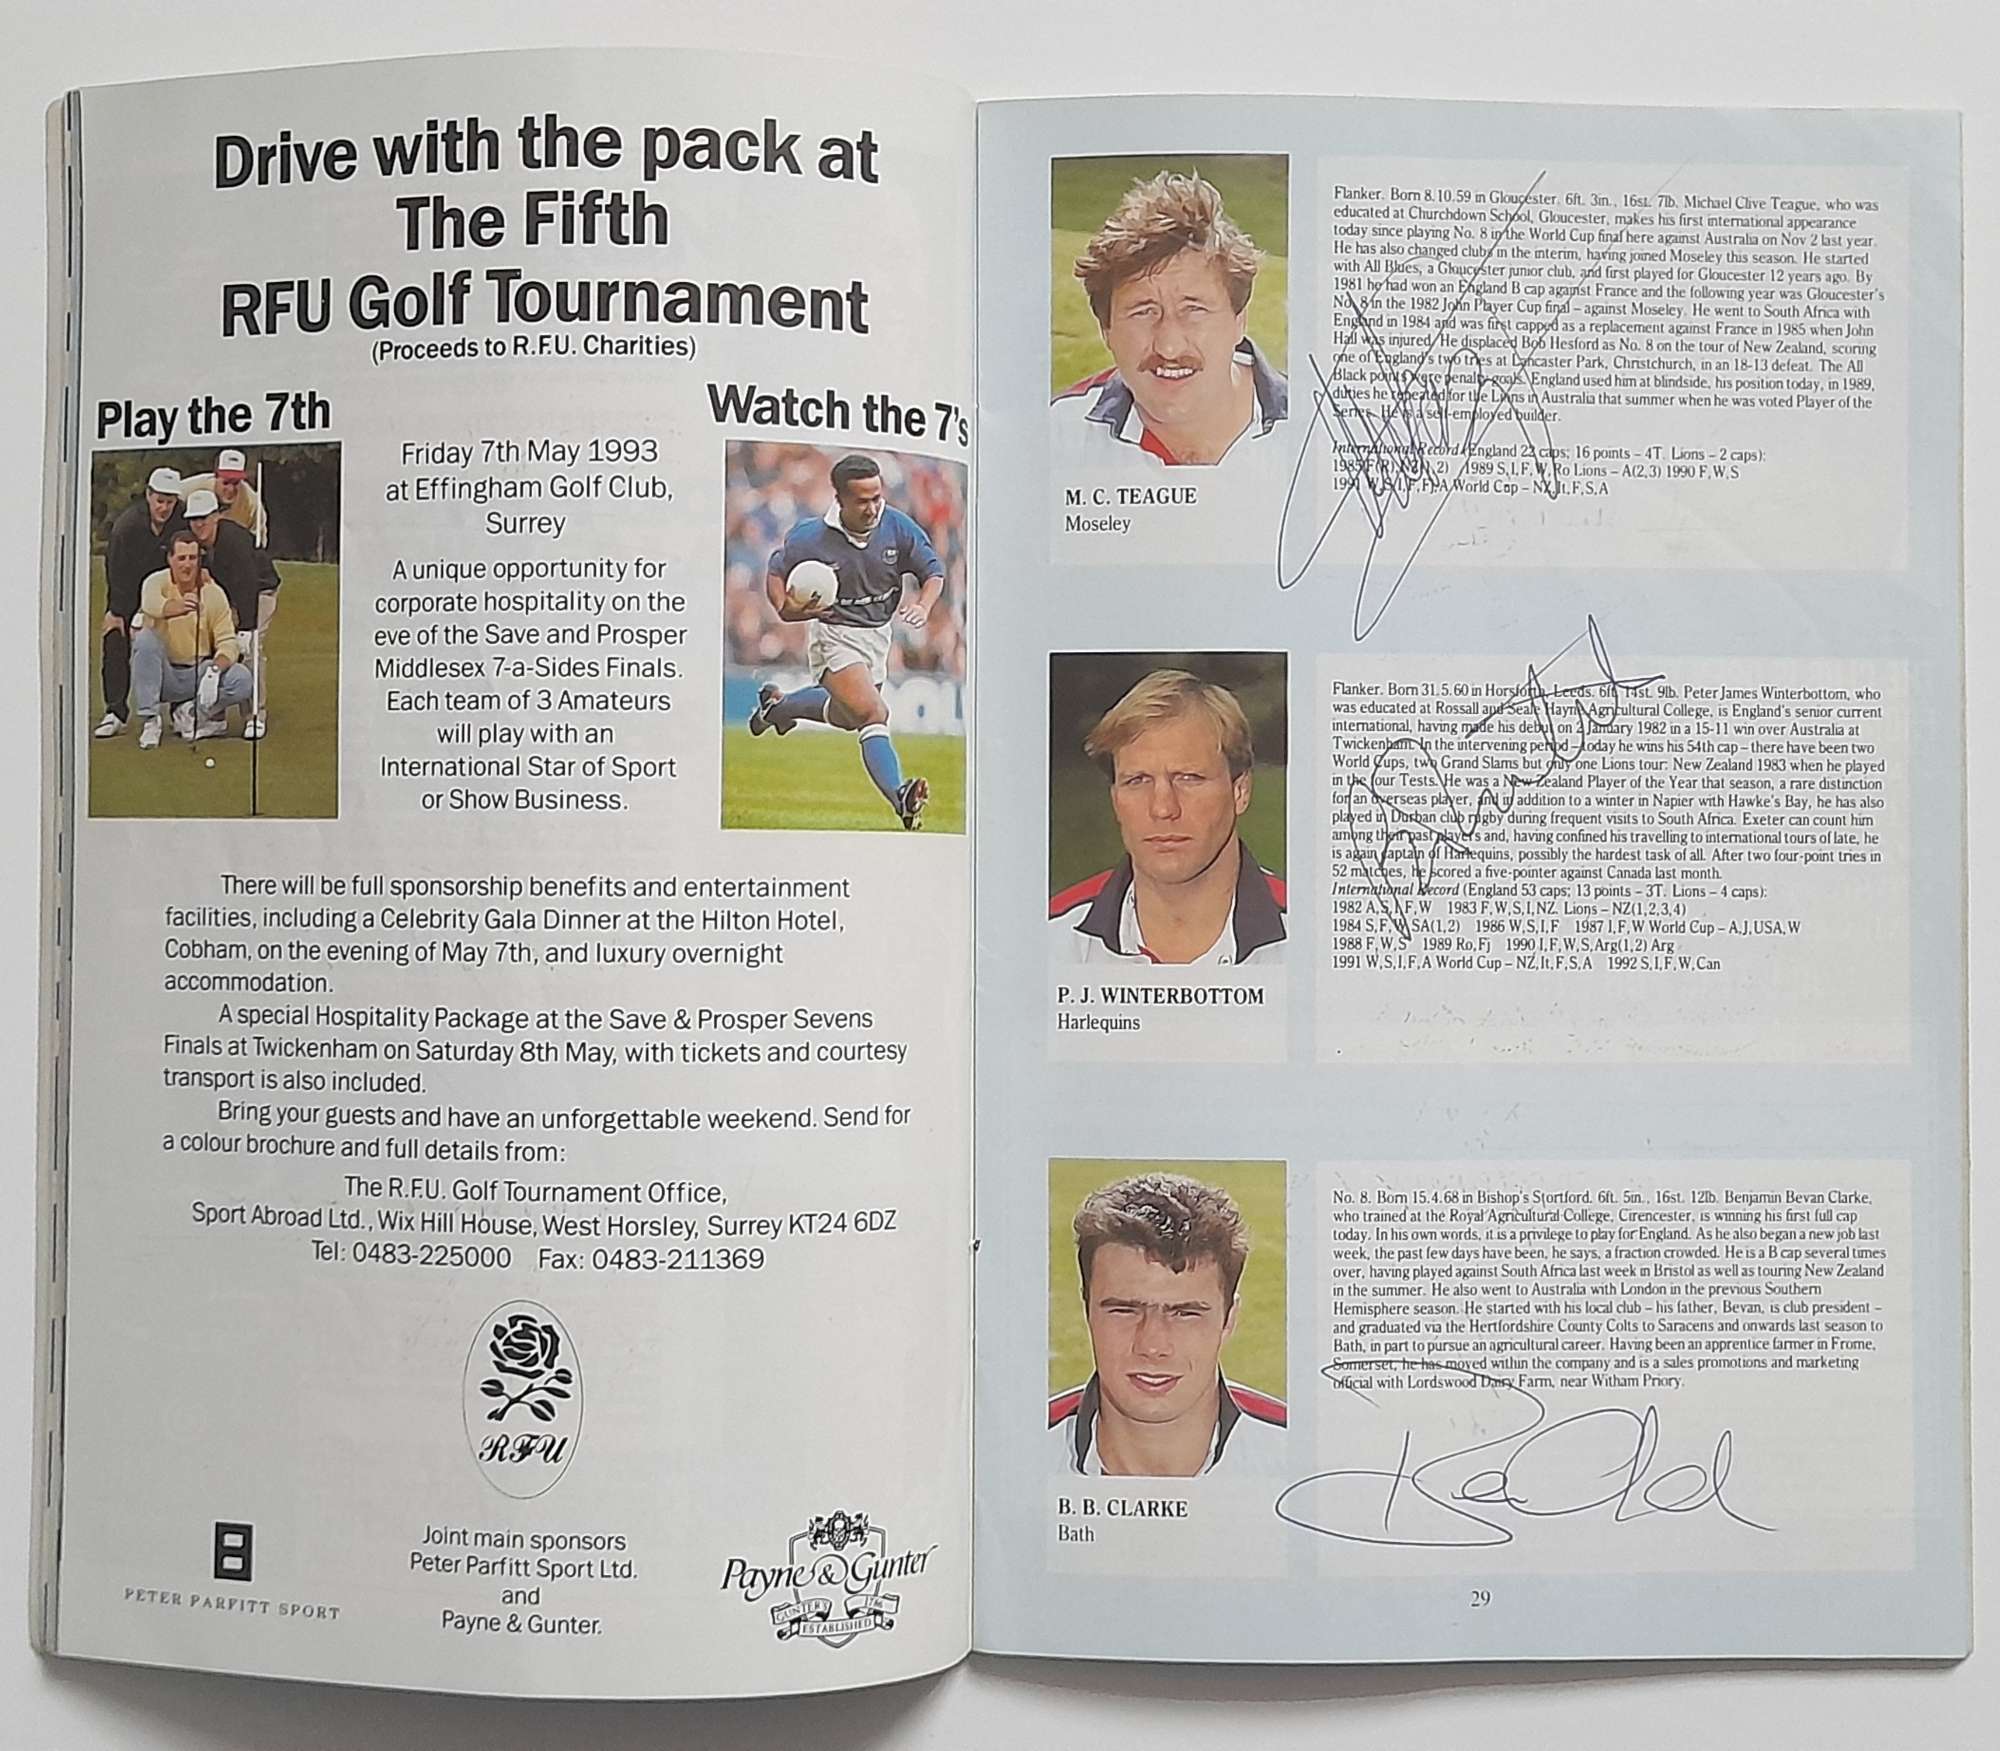 Drive with the pack at
The Fifth
RFU Golf Tournament
(Proceeds to R.F.U. Charities)
Play the 7th
Watch the 7's
Friday 7th May 1993
at Effingham Golf Club,
Surrey
A unique opportunity for
corporate hospitality on the
eve of the Save and Prosper
Middlesex 7-a-Sides Finals.
Each team of 3 Amateurs
will play with an
International Star of Sport
or Show Business.
There will be full sponsorship benefits and entertainment
facilities, including a Celebrity Gala Dinner at the Hilton Hotel,
Cobham, on the evening of May 7th, and luxury overnight
accommodation.
A special Hospitality Package at the Save & Prosper Sevens
Finals at Twickenham on Saturday 8th May, with tickets and courtesy
transport is also included.
Bring your guests and have an unforgettable weekend. Send for
a colour brochure and full details from:
The R.F.U. Golf Tournament Office,
Sport Abroad Ltd., Wix Hill House, West Horsley, Surrey KT24 6DZ
Tel: 0483-225000 Fax: 0483-211369
RFU
PETER PARFITT SPORT
Joint main sponsors
Peter Parfitt Sport Ltd.
and
Payne & Gunter.
Payne & Gunter
GUNTER'S 1786
ESTABLISHED
M. C. TEAGUE
Moseley
Flanker. Born 8.10.59 in Gloucester. 6ft. 3in., 16st. 7lb. Michael Clive Teague, who was
educated at Churchdown School, Gloucester, makes his first international appearance
today since playing No. 8 in the World Cup final here against Australia on Nov 2 last year.
He has also changed clubs in the interim, having joined Moseley this season. He started
with All Blues, a Gloucester junior club, and first played for Gloucester 12 years ago. By
1981 he had won an England B cap against France and the following year was Gloucester's
No. 8 in the 1982 John Player Cup final – against Moseley. He went to South Africa with
England in 1984 and was first capped as a replacement against France in 1985 when John
Hall was injured. He displaced Bob Hesford as No. 8 on the tour of New Zealand, scoring
one of England's two tries at Lancaster Park, Christchurch, in an 18-13 defeat. The All
Black points were penalty goals. England used him at blindside, his position today, in 1989,
duties he repeated for the Lions in Australia that summer when he was voted Player of the
Series. He is a self-employed builder.
International Record (England 22 caps; 16 points – 4T. Lions – 2 caps):
1985 F(R),NZ(1,2) 1989 S,I,F,W,Ro Lions – A(2,3) 1990 F,W,S
1991 W,S,I,F,Fj,A World Cup – NZ,It,F,S,A
P. J. WINTERBOTTOM
Harlequins
Flanker. Born 31.5.60 in Horsforth, Leeds. 6ft, 14st. 9lb. Peter James Winterbottom, who
was educated at Rossall and Seale Hayne Agricultural College, is England's senior current
international, having made his debut on 2 January 1982 in a 15-11 win over Australia at
Twickenham. In the intervening period – today he wins his 54th cap – there have been two
World Cups, two Grand Slams but only one Lions tour: New Zealand 1983 when he played
in the four Tests. He was a New Zealand Player of the Year that season, a rare distinction
for an overseas player, and in addition to a winter in Napier with Hawke's Bay, he has also
played in Durban club rugby during frequent visits to South Africa. Exeter can count him
among their past players and, having confined his travelling to international tours of late, he
is again captain of Harlequins, possibly the hardest task of all. After two four-point tries in
52 matches, he scored a five-pointer against Canada last month.
International Record (England 53 caps; 13 points – 3T. Lions – 4 caps):
1982 A,S,I,F,W 1983 F,W,S,I,NZ. Lions – NZ(1,2,3,4)
1984 S,F,W,SA(1,2) 1986 W,S,I,F 1987 I,F,W World Cup – A,J,USA,W
1988 F,W,S 1989 Ro,Fj 1990 I,F,W,S,Arg(1,2) Arg
1991 W,S,I,F,A World Cup – NZ,It,F,S,A 1992 S,I,F,W,Can
B. B. CLARKE
Bath
No. 8. Born 15.4.68 in Bishop's Stortford. 6ft. 5in., 16st. 12lb. Benjamin Bevan Clarke,
who trained at the Royal Agricultural College, Cirencester, is winning his first full cap
today. In his own words, it is a privilege to play for England. As he also began a new job last
week, the past few days have been, he says, a fraction crowded. He is a B cap several times
over, having played against South Africa last week in Bristol as well as touring New Zealand
in the summer. He also went to Australia with London in the previous Southern
Hemisphere season. He started with his local club – his father, Bevan, is club president –
and graduated via the Hertfordshire County Colts to Saracens and onwards last season to
Bath, in part to pursue an agricultural career. Having been an apprentice farmer in Frome,
Somerset, he has moved within the company and is a sales promotions and marketing
official with Lordswood Dairy Farm, near Witham Priory.
29